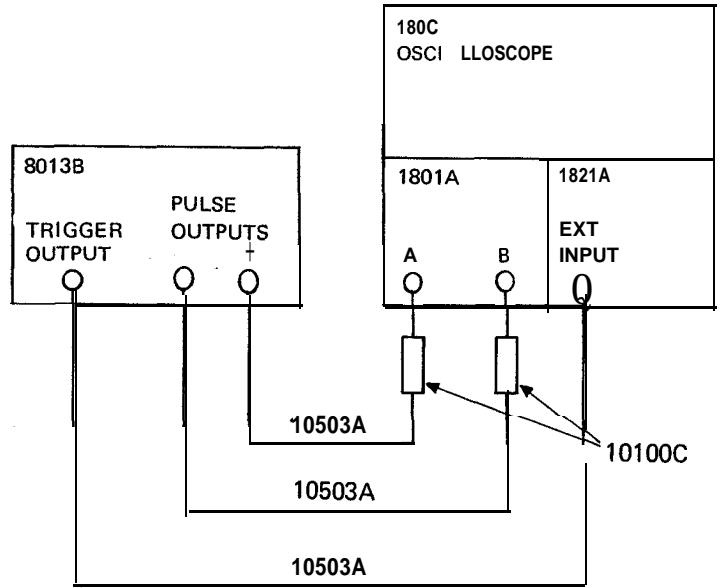 180C
OSCI LLOSCOPE
8013B
PULSE
OUTPUTS
TRIGGER
OUTPUT
+
1801A
1821A
EXT
INPUT
A
B
10503A
10100C
10503A
10503A